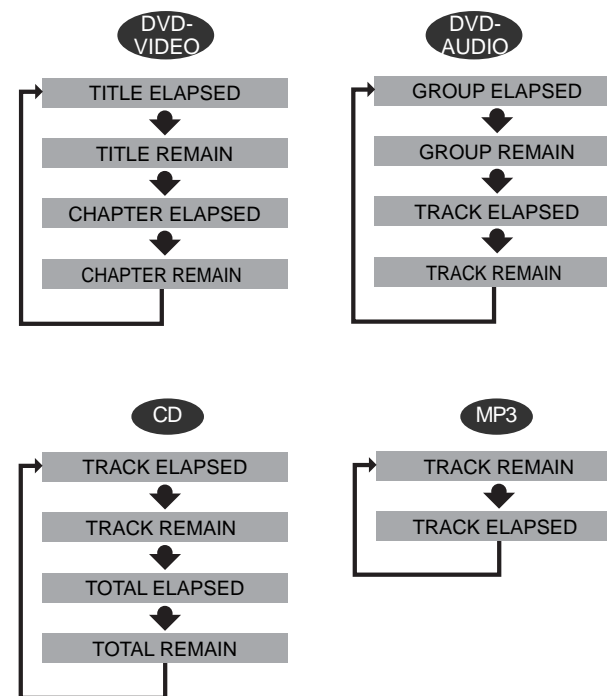 DVD-
VIDEO
TITLE ELAPSED
TITLE REMAIN
CHAPTER ELAPSED
CHAPTER REMAIN
DVD-
AUDIO
GROUP ELAPSED
GROUP REMAIN
TRACK ELAPSED
TRACK REMAIN
CD
TRACK ELAPSED
TRACK REMAIN
TOTAL ELAPSED
TOTAL REMAIN
MP3
TRACK REMAIN
TRACK ELAPSED